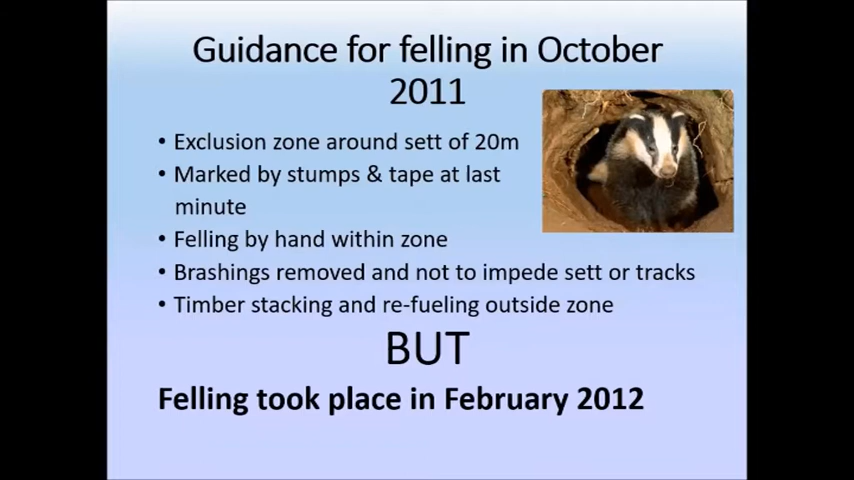 Guidance for felling in October
2011
• Exclusion zone around sett of 20m
• Marked by stumps & tape at last
minute
• Felling by hand within zone
• Brashings removed and not to impede sett or tracks
• Timber stacking and re-fueling outside zone
BUT
Felling took place in February 2012